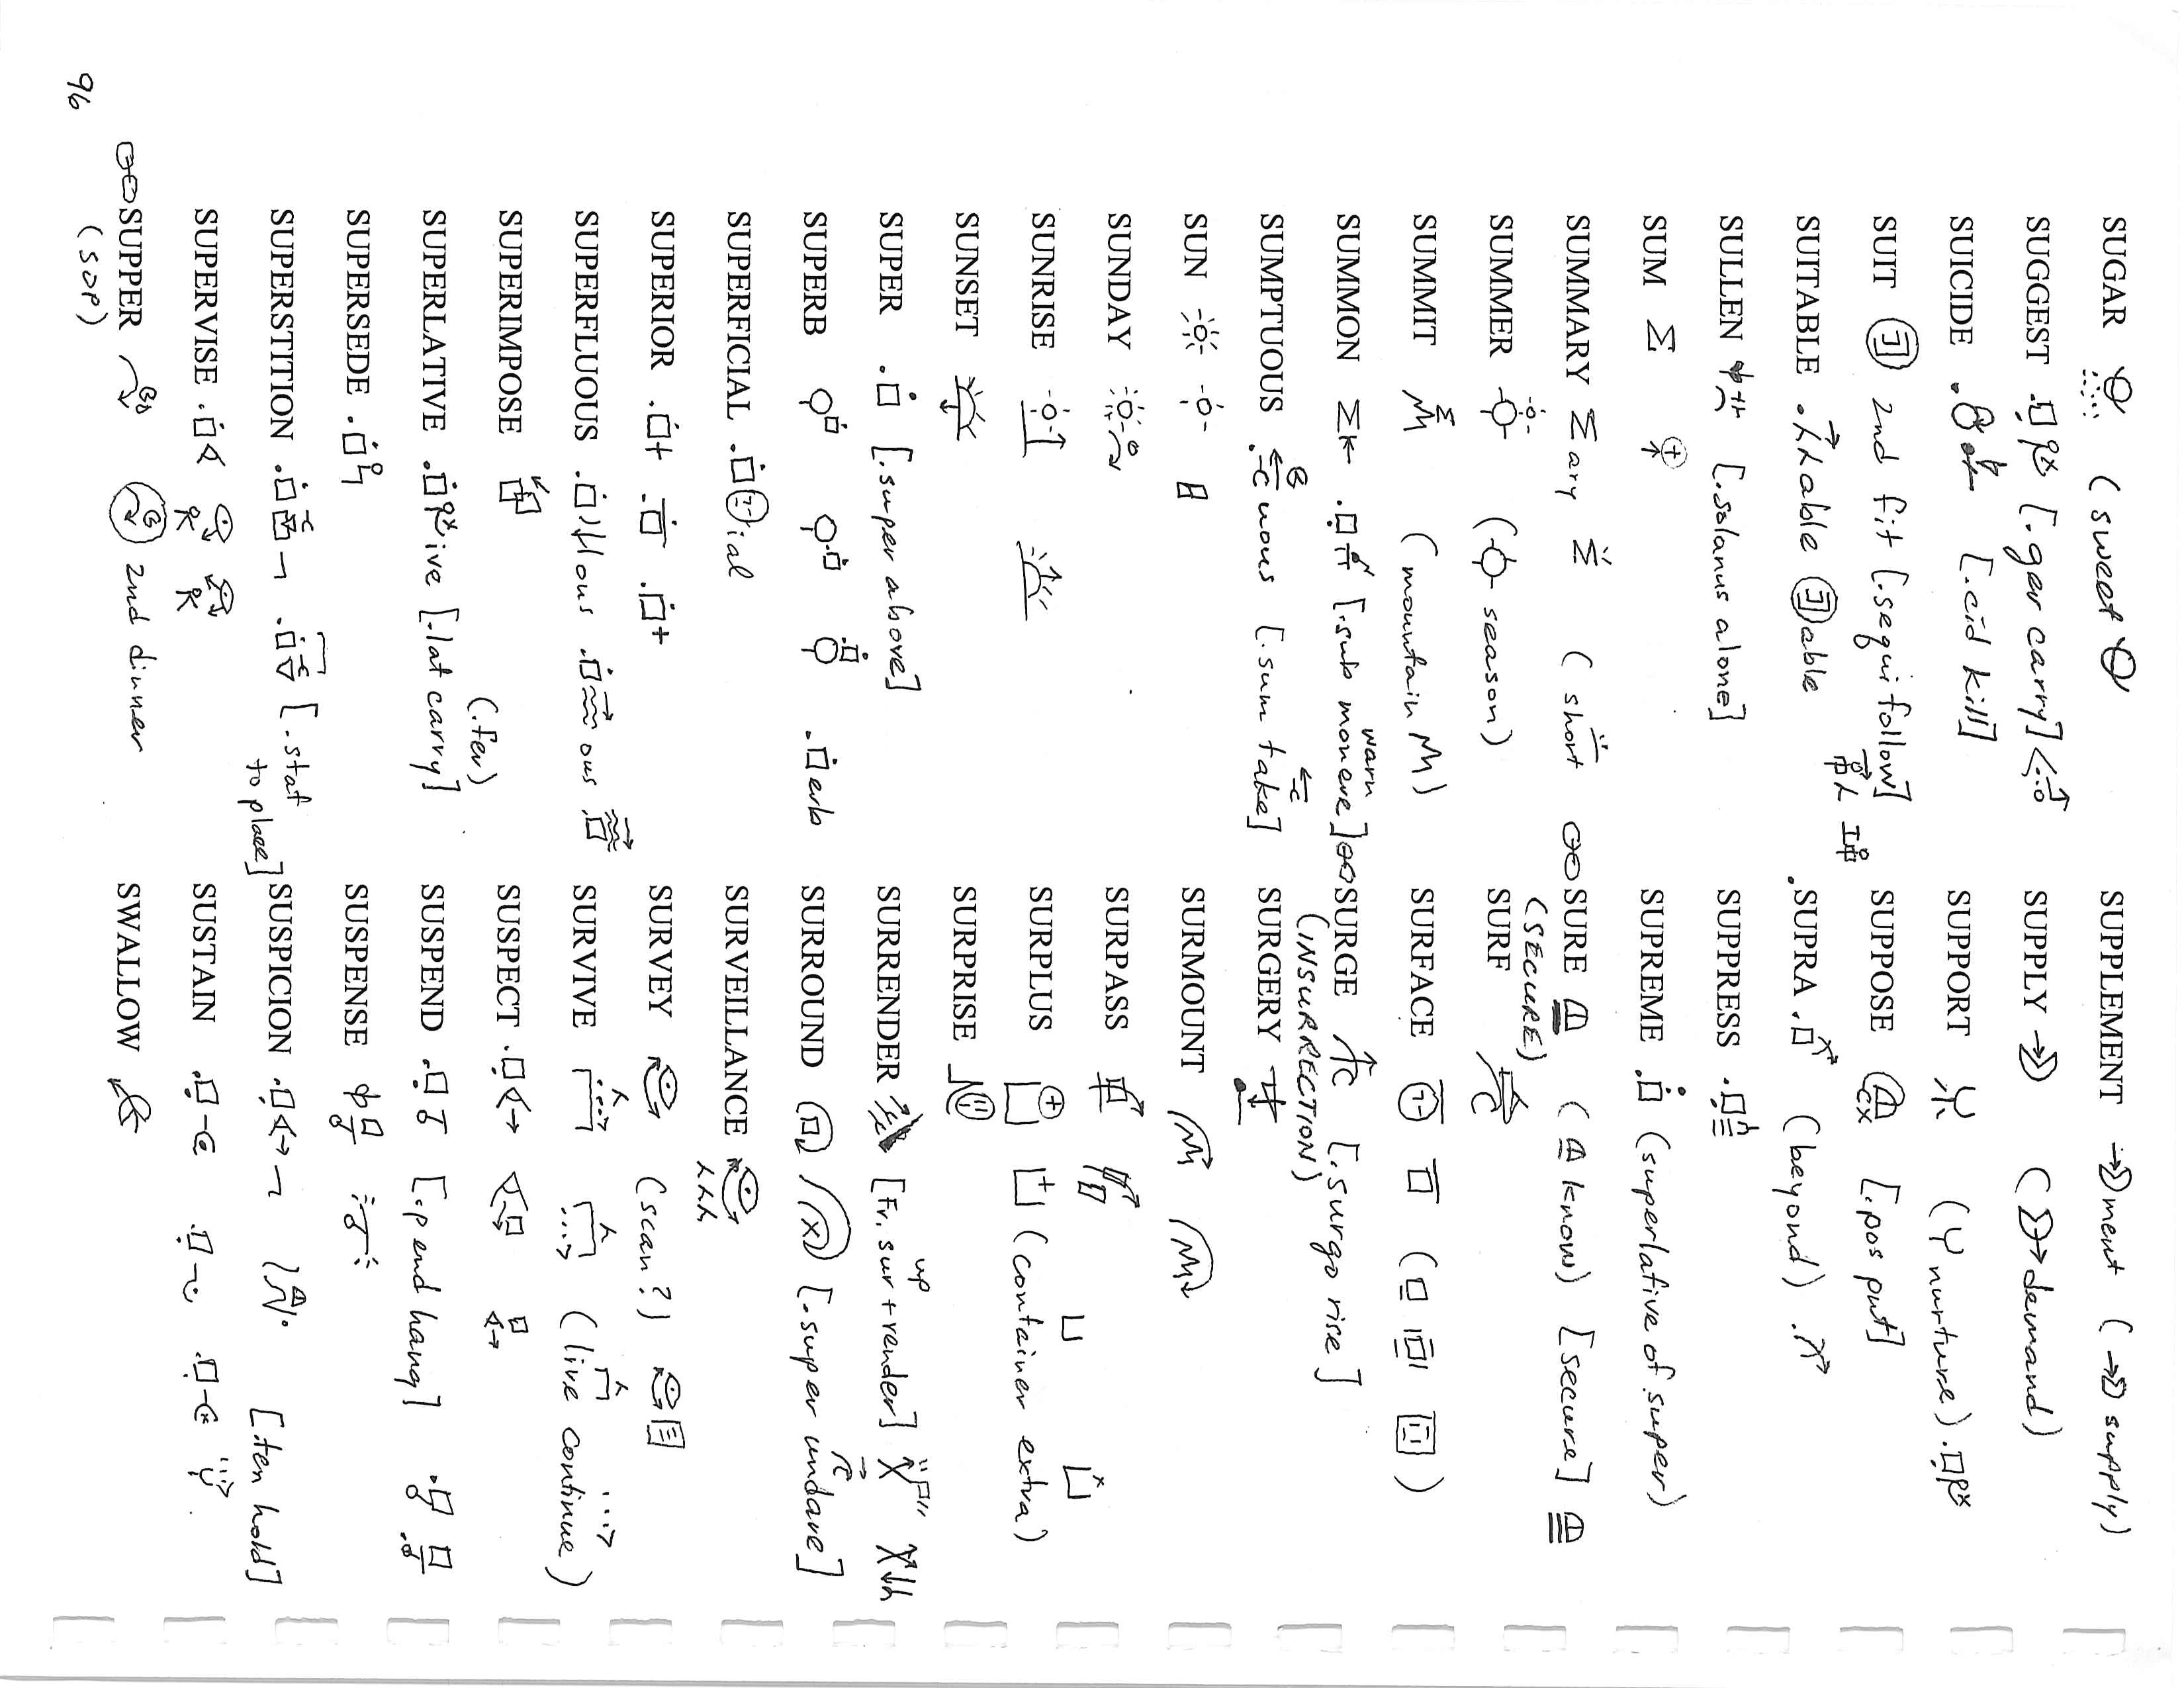 SUGAR (sweet)
SUGGEST [.ger carry]
SUICIDE [.cid kill]
SUIT 2nd fit [.sequi follow]
SUITABLE able able
SULLEN [.solanus alone]
SUM Σ
SUMMARY Σ ary (short)
SUMMER (season)
SUMMIT (mountain M)
SUMMON [.sub monere] warn
SUMPTUOUS uous [.sum take]
SUN
SUNDAY
SUNRISE
SUNSET
SUPER [.super above]
SUPERB .erb
SUPERFICIAL ial
SUPERIOR
SUPERFLUOUS ous ous
SUPERIMPOSE
SUPERLATIVE ive [.lat carry] (.fer)
SUPERSEDE
SUPERSTITION [.stat to place]
SUPERVISE
SUPPER 2nd dinner
(SOP)
SUPPLEMENT ment (supply)
SUPPLY (demand)
SUPPORT (nurture)
SUPPOSE [.pos put]
.SUPRA (beyond)
SUPPRESS
SUPREME (superlative of super)
SURE (know) [secure]
(SECURE)
SURF
SURFACE
SURGE [.surgo rise]
(INSURRECTION)
SURGERY
SURMOUNT
SURPASS
SURPLUS (container extra)
SURPRISE
SURRENDER [Fr. sur + render] up
SURROUND [.super undare]
SURVEILLANCE
SURVEY (scan?)
SURVIVE (live continue)
SUSPECT
SUSPEND [.pend hang]
SUSPENSE
SUSPICION
SUSTAIN [.ten hold]
SWALLOW
96